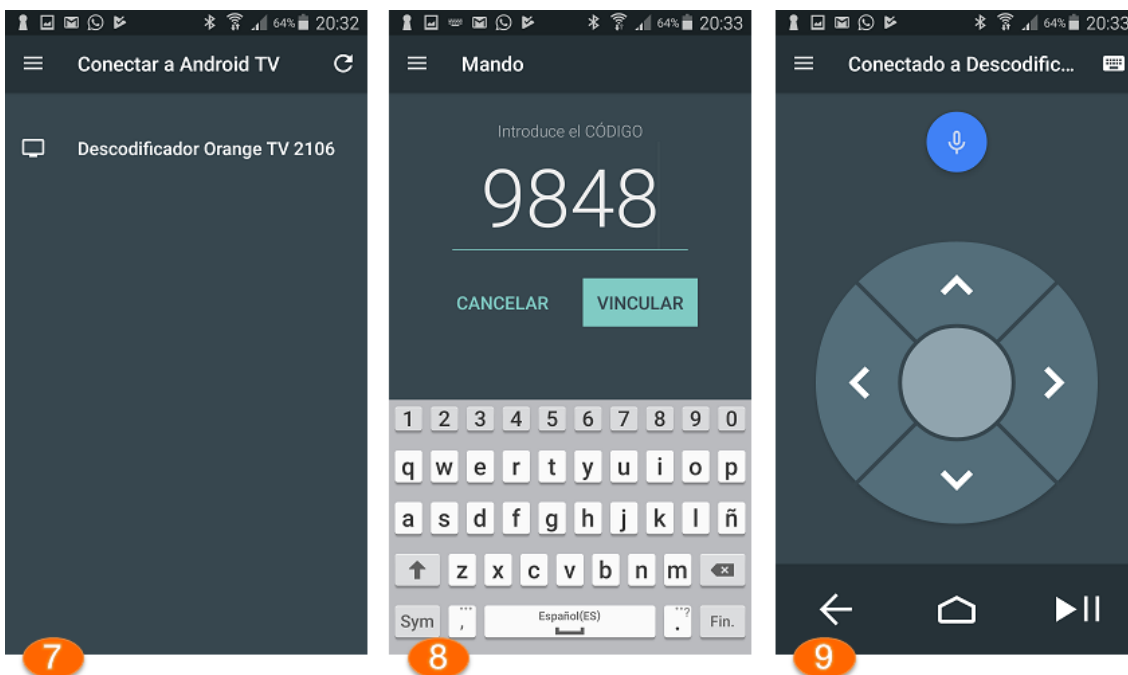 64% 20:32
Conectar a Android TV
Descodificador Orange TV 2106
7
64% 20:33
Mando
Introduce el CÓDIGO
9848
CANCELAR VINCULAR
1 2 3 4 5 6 7 8 9 0
q w e r t y u i o p
a s d f g h j k l ñ
z x c v b n m
Sym , Español(ES) ...? . Fin.
8
64% 20:33
Conectado a Descodific...
9